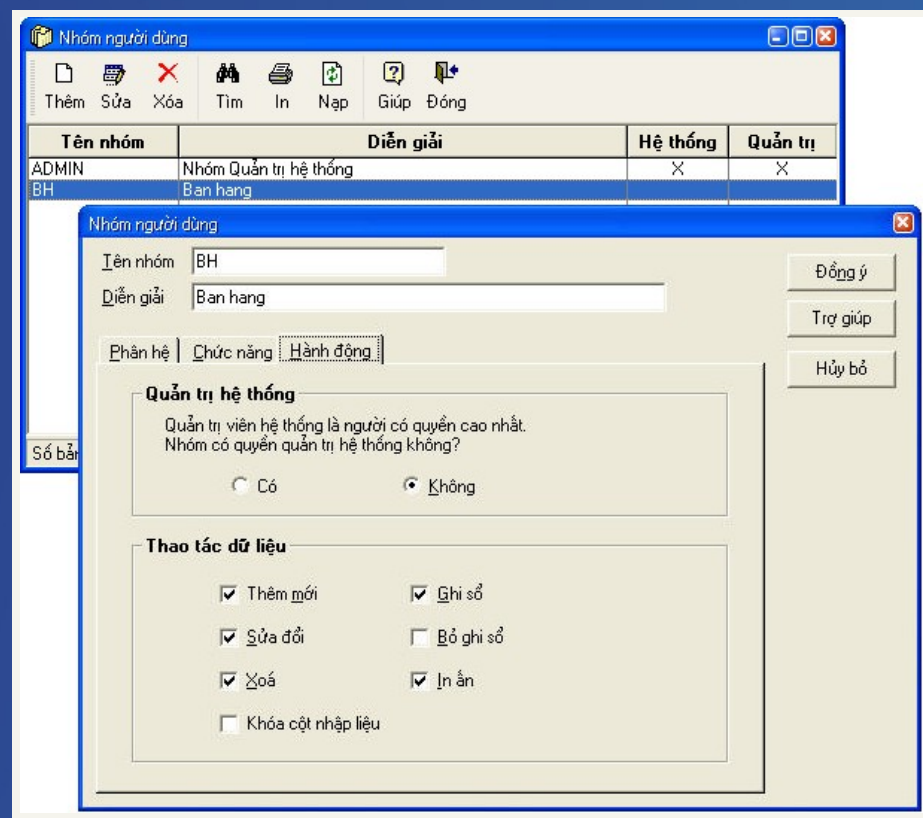 Nhóm người dùng
Thêm Sửa Xóa Tìm In Nạp Giúp Đóng
Tên nhóm Diễn giải Hệ thống Quản trị
ADMIN Nhóm Quản trị hệ thống X X
BH Ban hang
Nhóm người dùng
Tên nhóm BH
Diễn giải Ban hang
Đồng ý
Trợ giúp
Hủy bỏ
Phân hệ Chức năng Hành động
Quản trị hệ thống
Quản trị viên hệ thống là người có quyền cao nhất.
Nhóm có quyền quản trị hệ thống không?
Có Không
Thao tác dữ liệu
Thêm mới Ghi sổ
Sửa đổi Bỏ ghi sổ
Xoá In ấn
Khóa cột nhập liệu
Số